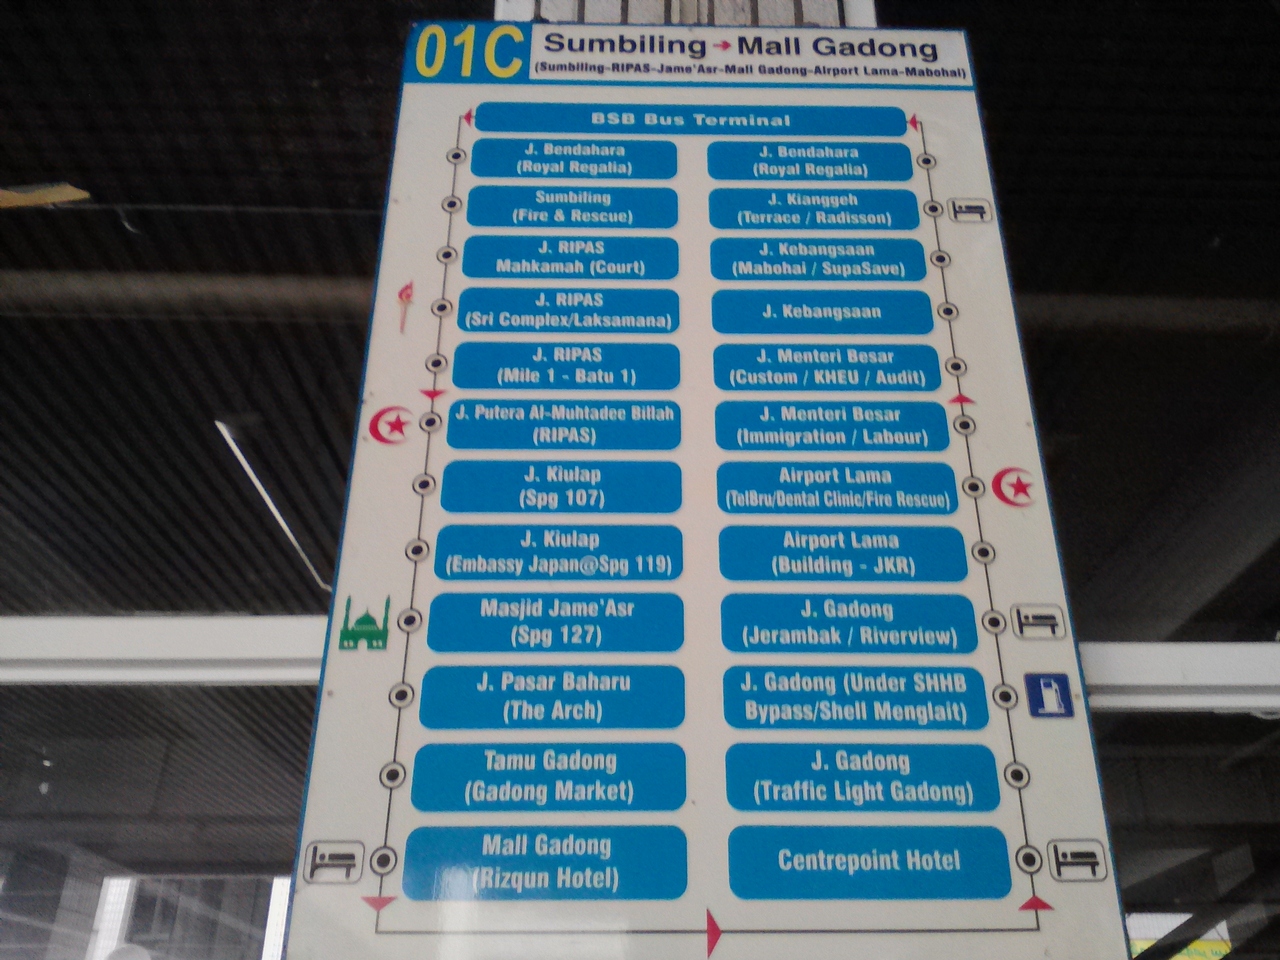 01C
Sumbiling → Mall Gadong
(Sumbiling-RIPAS-Jame'Asr-Mall Gadong-Airport Lama-Mabohai)
BSB Bus Terminal
J. Bendahara
(Royal Regalia)
Sumbiling
(Fire & Rescue)
J. RIPAS
Mahkamah (Court)
J. RIPAS
(Sri Complex/Laksamana)
J. RIPAS
(Mile 1 - Batu 1)
J. Putera Al-Muhtadee Billah
(RIPAS)
J. Kiulap
(Spg 107)
J. Kiulap
(Embassy Japan@Spg 119)
Masjid Jame'Asr
(Spg 127)
J. Pasar Baharu
(The Arch)
Tamu Gadong
(Gadong Market)
Mall Gadong
(Rizqun Hotel)
J. Bendahara
(Royal Regalia)
J. Kianggeh
(Terrace / Radisson)
J. Kebangsaan
(Mabohai / SupaSave)
J. Kebangsaan
J. Menteri Besar
(Custom / KHEU / Audit)
J. Menteri Besar
(Immigration / Labour)
Airport Lama
(TelBru/Dental Clinic/Fire Rescue)
Airport Lama
(Building - JKR)
J. Gadong
(Jerambak / Riverview)
J. Gadong (Under SHHB
Bypass/Shell Menglait)
J. Gadong
(Traffic Light Gadong)
Centrepoint Hotel